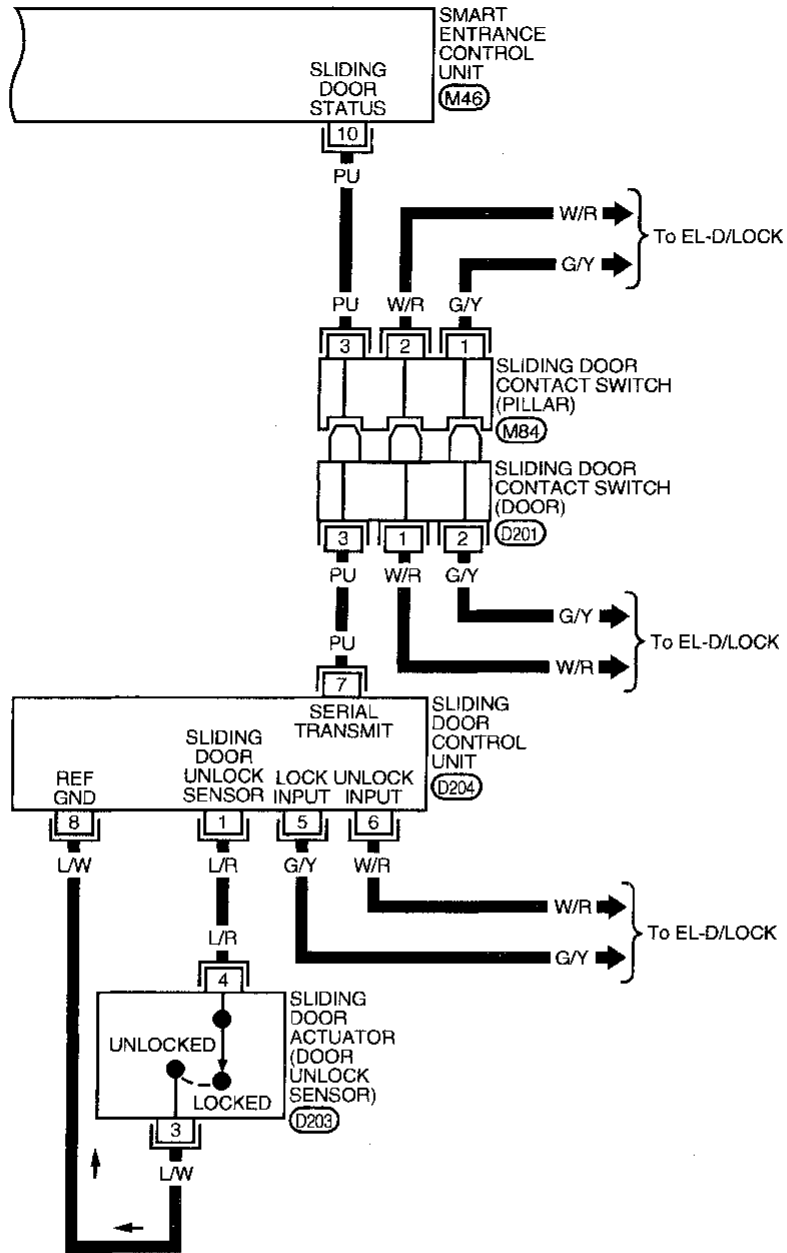 SMART
ENTRANCE
CONTROL
UNIT
M46
SLIDING
DOOR
STATUS
10
PU
W/R
To EL-D/LOCK
G/Y
PU W/R G/Y
3 2 1
SLIDING DOOR
CONTACT SWITCH
(PILLAR)
M84
SLIDING DOOR
CONTACT SWITCH
(DOOR)
D201
3 1 2
PU W/R G/Y
G/Y
To EL-D/LOCK
W/R
PU
7
SERIAL
TRANSMIT
SLIDING
DOOR
CONTROL
UNIT
D204
REF
GND
SLIDING
DOOR
UNLOCK
SENSOR
LOCK
INPUT
UNLOCK
INPUT
8 1 5 6
L/W L/R G/Y W/R
W/R
To EL-D/LOCK
G/Y
L/R
4
SLIDING
DOOR
ACTUATOR
(DOOR
UNLOCK
SENSOR)
D203
UNLOCKED
LOCKED
3
L/W